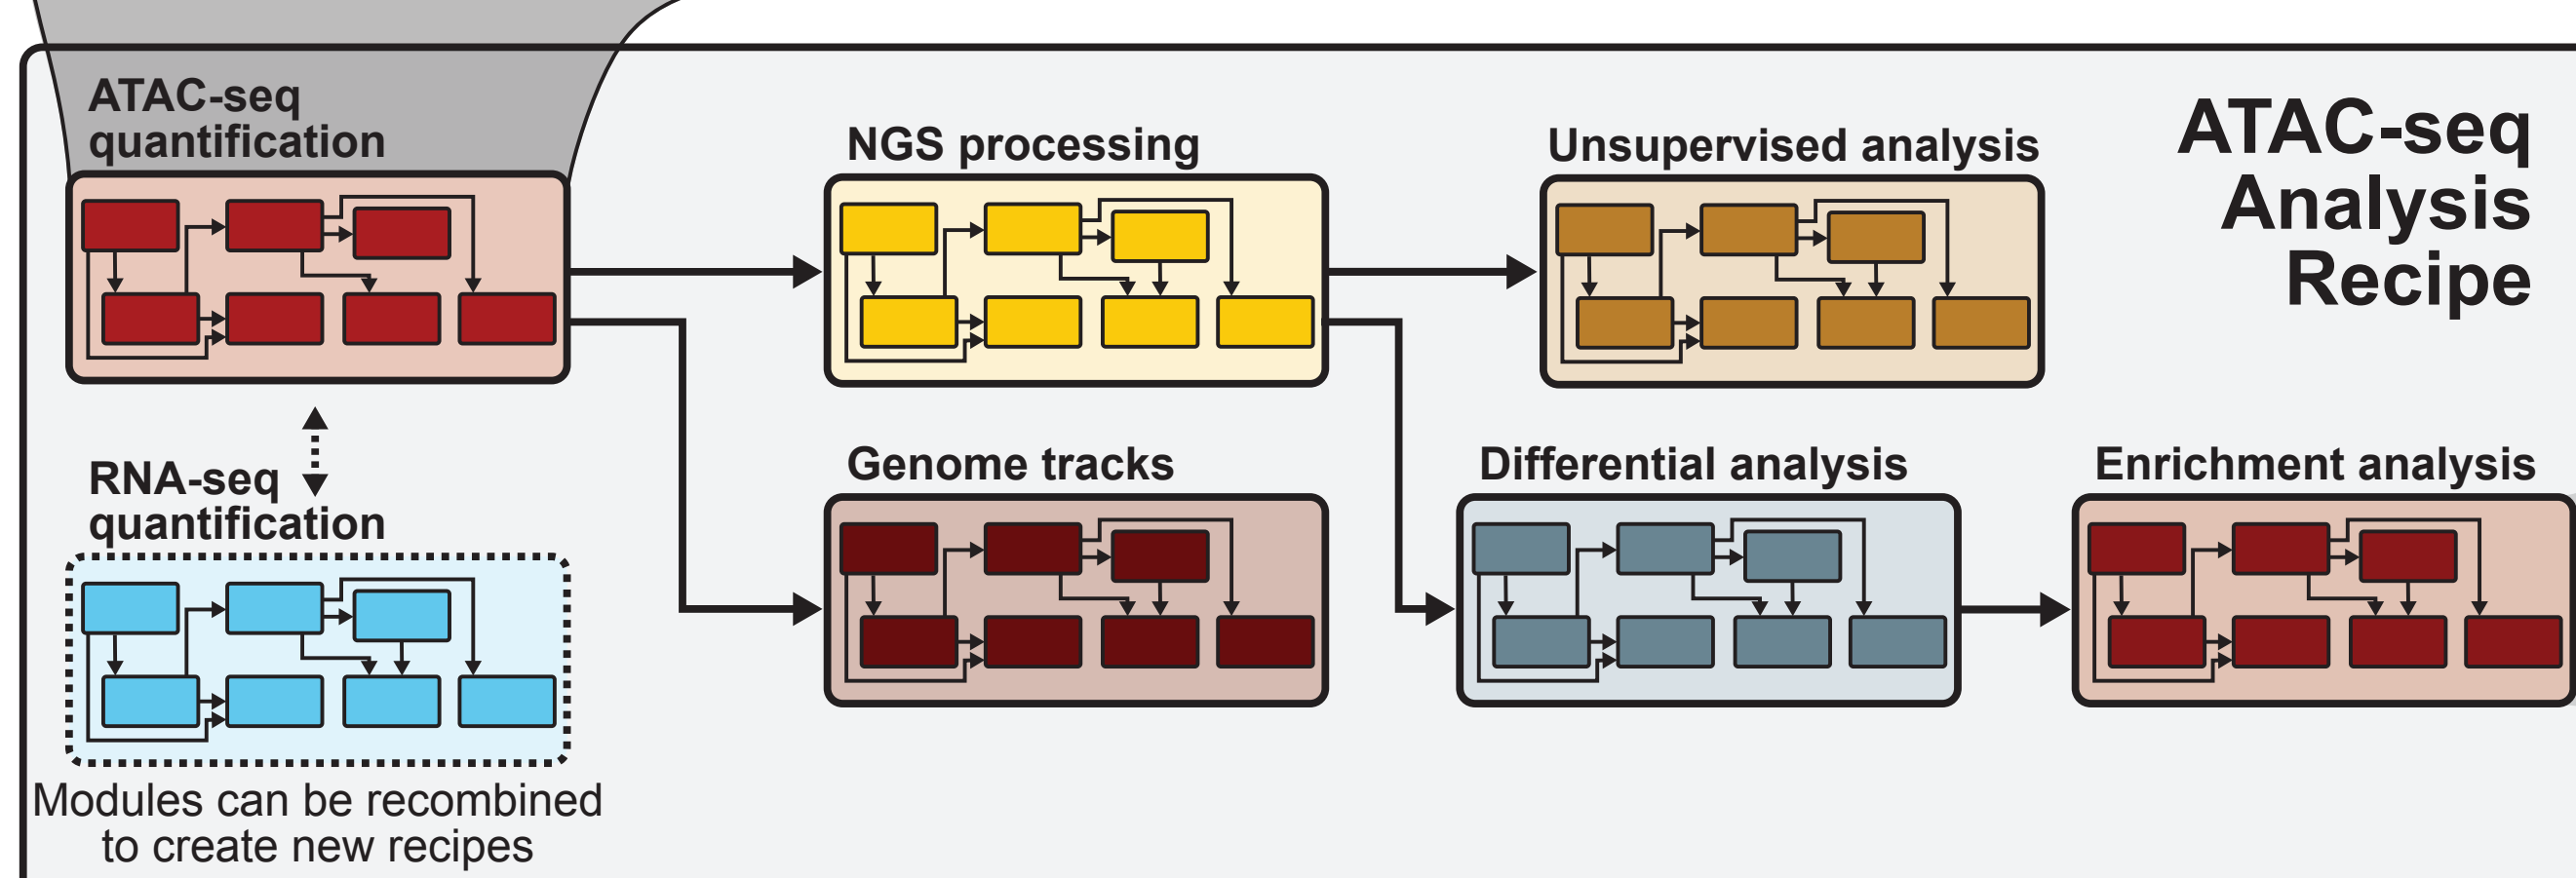 ATAC-seq
quantification
NGS processing
Unsupervised analysis
ATAC-seq
Analysis
Recipe
RNA-seq
quantification
Genome tracks
Differential analysis
Enrichment analysis
Modules can be recombined
to create new recipes